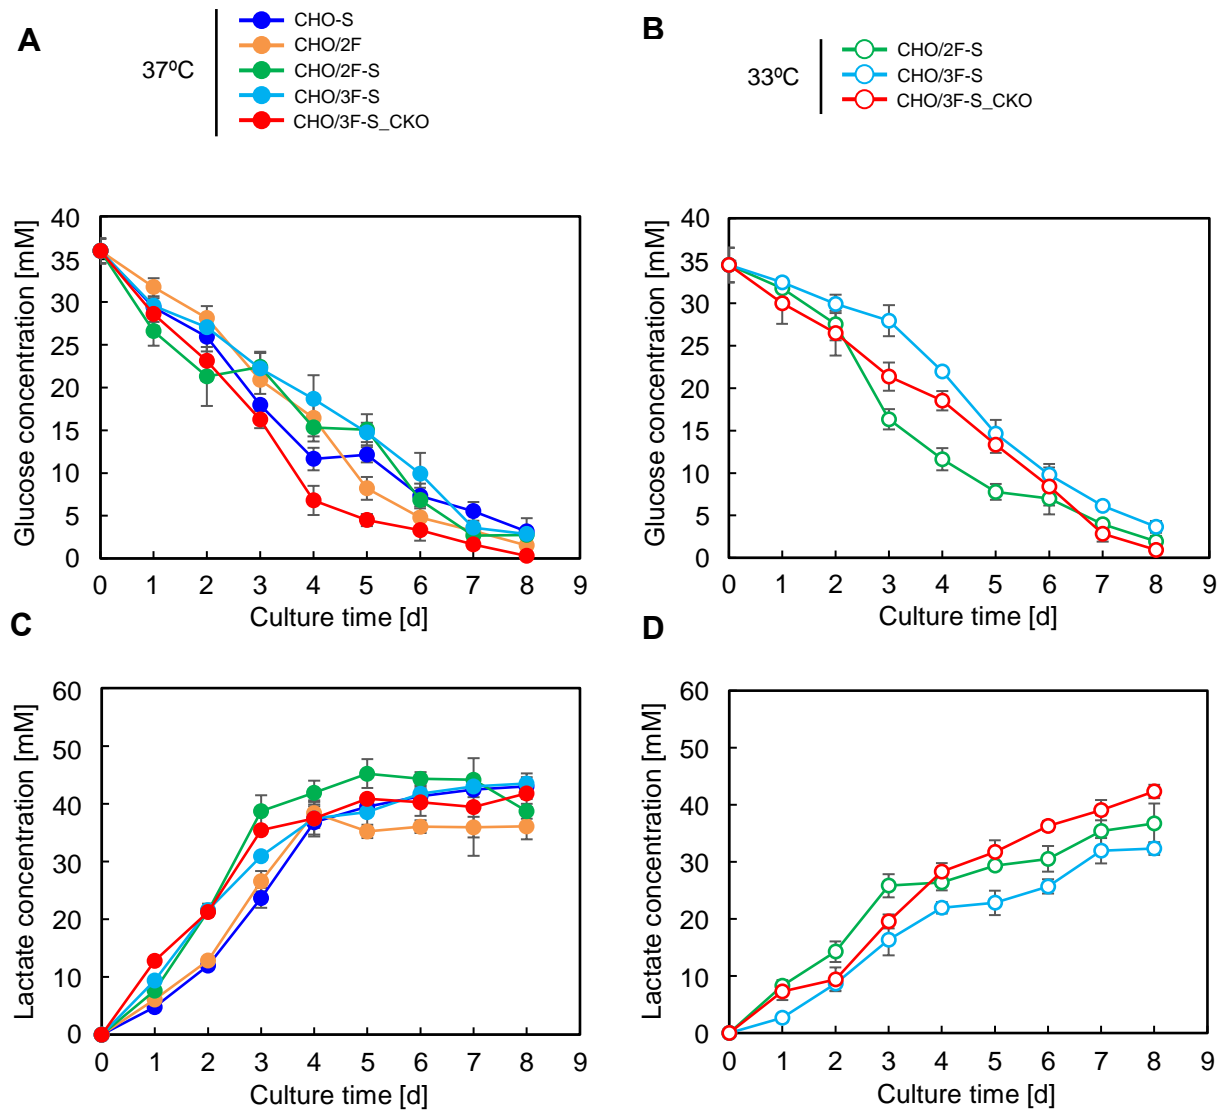 A
37ºC
CHO-S
CHO/2F
CHO/2F-S
CHO/3F-S
CHO/3F-S_CKO
B
33ºC
CHO/2F-S
CHO/3F-S
CHO/3F-S_CKO
Glucose concentration [mM]
40
35
30
25
20
15
10
5
0
0 1 2 3 4 5 6 7 8 9
Culture time [d]
Glucose concentration [mM]
40
35
30
25
20
15
10
5
0
0 1 2 3 4 5 6 7 8 9
Culture time [d]
C
Lactate concentration [mM]
60
50
40
30
20
10
0
0 1 2 3 4 5 6 7 8 9
Culture time [d]
D
Lactate concentration [mM]
60
50
40
30
20
10
0
0 1 2 3 4 5 6 7 8 9
Culture time [d]